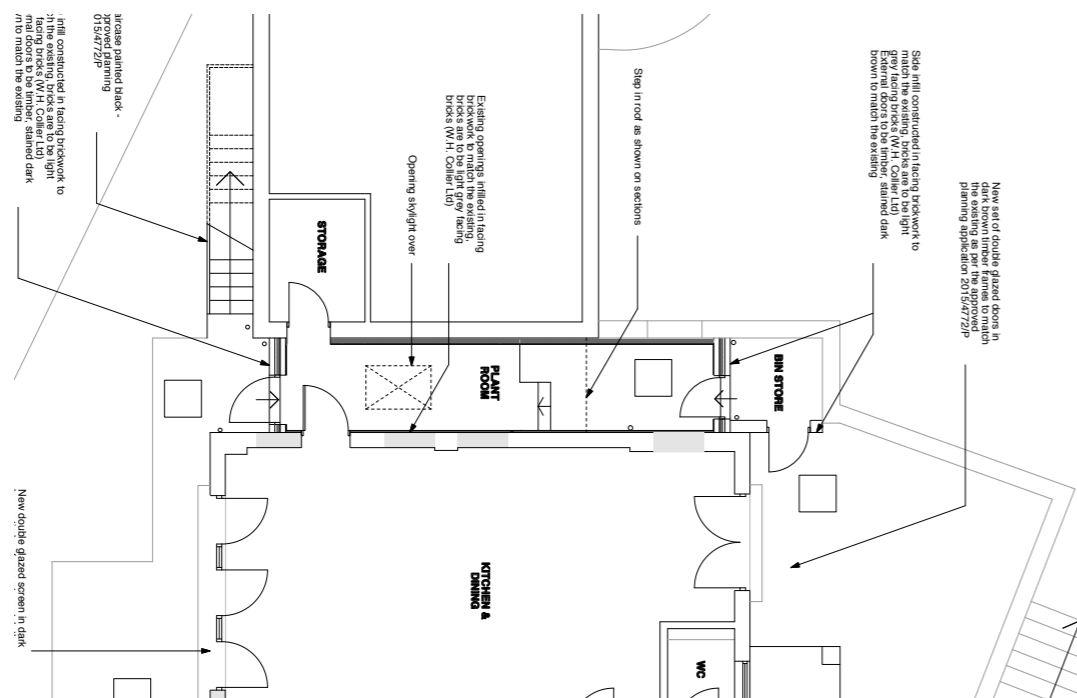 New set of double glazed doors in
dark brown timber frames to match
the existing as per the approved
planning application 2015/4772/P
Side infill constructed in facing brickwork to
match the existing, bricks are to be light
grey facing bricks (W.H. Collier Ltd)
External doors to be timber, stained dark
brown to match the existing
BIN STORE
WC
Step in roof as shown on sections
PLANT
ROOM
KITCHEN &
DINING
Existing openings infilled in facing
brickwork to match the existing,
bricks are to be light grey facing
bricks (W.H. Collier Ltd)
Opening skylight over
STORAGE
painted black -
planning
infill constructed in facing brickwork to
the existing, bricks are to be light
facing bricks (W.H. Collier Ltd)
doors to be timber, stained dark
to match the existing
New double glazed screen in dark